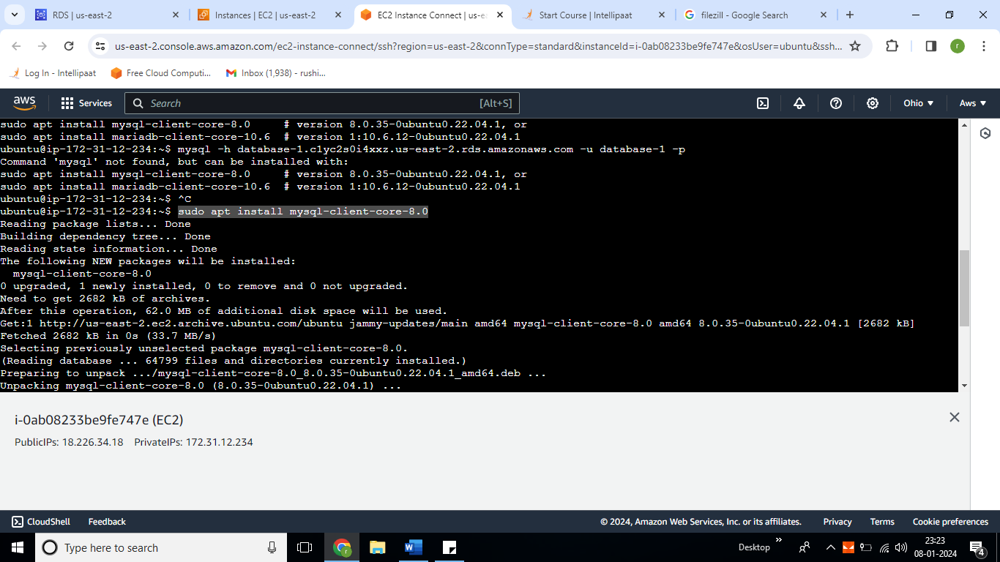 RDS | us-east-2
Instances | EC2 | us-east-2
EC2 Instance Connect | us-ea
Start Course | Intellipaat
filezill - Google Search
us-east-2.console.aws.amazon.com/ec2-instance-connect/ssh?region=us-east-2&connType=standard&instanceId=i-0ab08233be9fe747e&osUser=ubuntu&ssh...
r
Log In - Intellipaat
Free Cloud Computi...
Inbox (1,938) - rushi...
aws
Services
Search
[Alt+S]
Ohio
Aws
sudo apt install mysql-client-core-8.0     # version 8.0.35-0ubuntu0.22.04.1, or
sudo apt install mariadb-client-core-10.6  # version 1:10.6.12-0ubuntu0.22.04.1
ubuntu@ip-172-31-12-234:~$ mysql -h database-1.c1yc2s0i4xxz.us-east-2.rds.amazonaws.com -u database-1 -p
Command 'mysql' not found, but can be installed with:
sudo apt install mysql-client-core-8.0     # version 8.0.35-0ubuntu0.22.04.1, or
sudo apt install mariadb-client-core-10.6  # version 1:10.6.12-0ubuntu0.22.04.1
ubuntu@ip-172-31-12-234:~$ ^C
ubuntu@ip-172-31-12-234:~$ sudo apt install mysql-client-core-8.0
Reading package lists... Done
Building dependency tree... Done
Reading state information... Done
The following NEW packages will be installed:
  mysql-client-core-8.0
0 upgraded, 1 newly installed, 0 to remove and 0 not upgraded.
Need to get 2682 kB of archives.
After this operation, 62.0 MB of additional disk space will be used.
Get:1 http://us-east-2.ec2.archive.ubuntu.com/ubuntu jammy-updates/main amd64 mysql-client-core-8.0 amd64 8.0.35-0ubuntu0.22.04.1 [2682 kB]
Fetched 2682 kB in 0s (33.7 MB/s)
Selecting previously unselected package mysql-client-core-8.0.
(Reading database ... 64799 files and directories currently installed.)
Preparing to unpack .../mysql-client-core-8.0_8.0.35-0ubuntu0.22.04.1_amd64.deb ...
Unpacking mysql-client-core-8.0 (8.0.35-0ubuntu0.22.04.1) ...
i-0ab08233be9fe747e (EC2)
PublicIPs: 18.226.34.18    PrivateIPs: 172.31.12.234
CloudShell
Feedback
© 2024, Amazon Web Services, Inc. or its affiliates.
Privacy
Terms
Cookie preferences
Type here to search
Desktop
23:23
08-01-2024
4